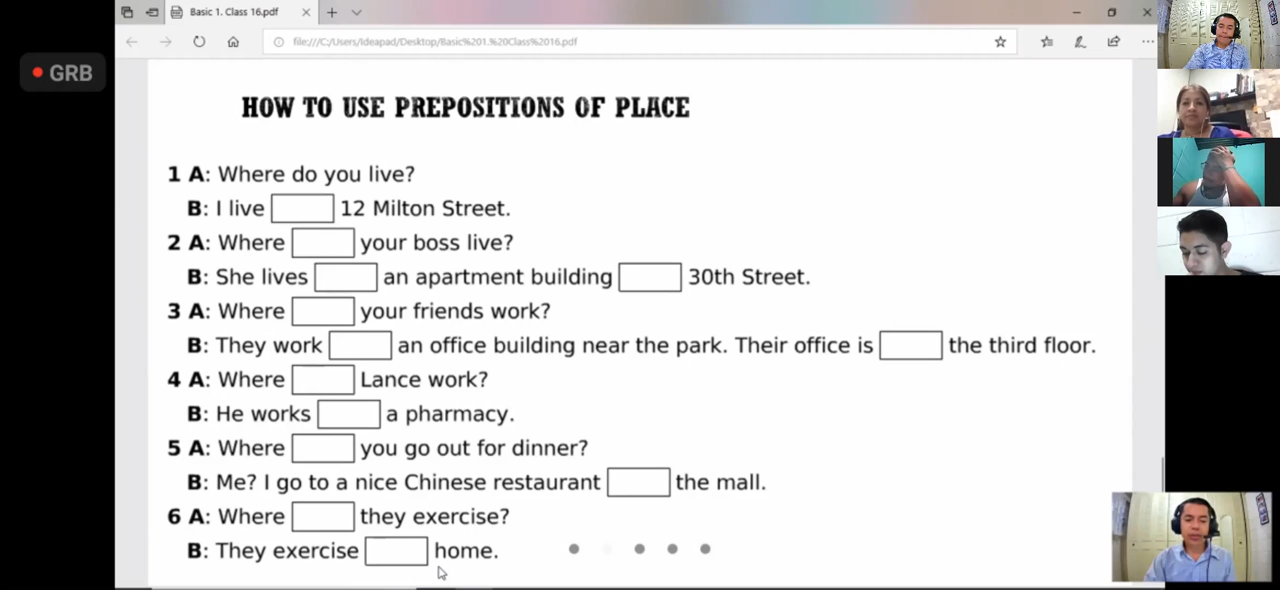 Basic 1. Class 16.pdf
GRB
file:///C:/Users/Ideapad/Desktop/Basic%201.%20Class%2016.pdf
HOW TO USE PREPOSITIONS OF PLACE
1 A: Where do you live?
B: I live 12 Milton Street.
2 A: Where your boss live?
B: She lives an apartment building 30th Street.
3 A: Where your friends work?
B: They work an office building near the park. Their office is the third floor.
4 A: Where Lance work?
B: He works a pharmacy.
5 A: Where you go out for dinner?
B: Me? I go to a nice Chinese restaurant the mall.
6 A: Where they exercise?
B: They exercise home.